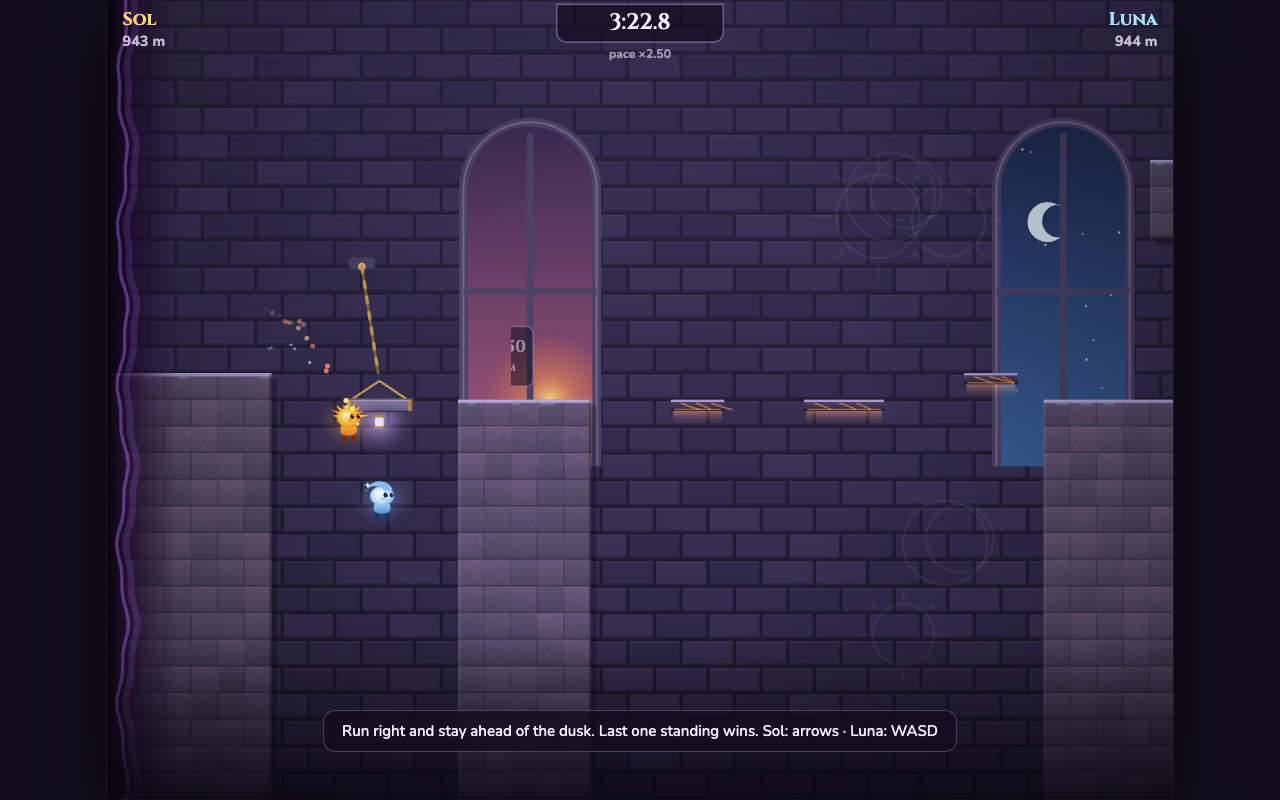 SOL
943 m
3:22.8
pace ×2.50
LUNA
944 m
50
M
Run right and stay ahead of the dusk. Last one standing wins. Sol: arrows · Luna: WASD